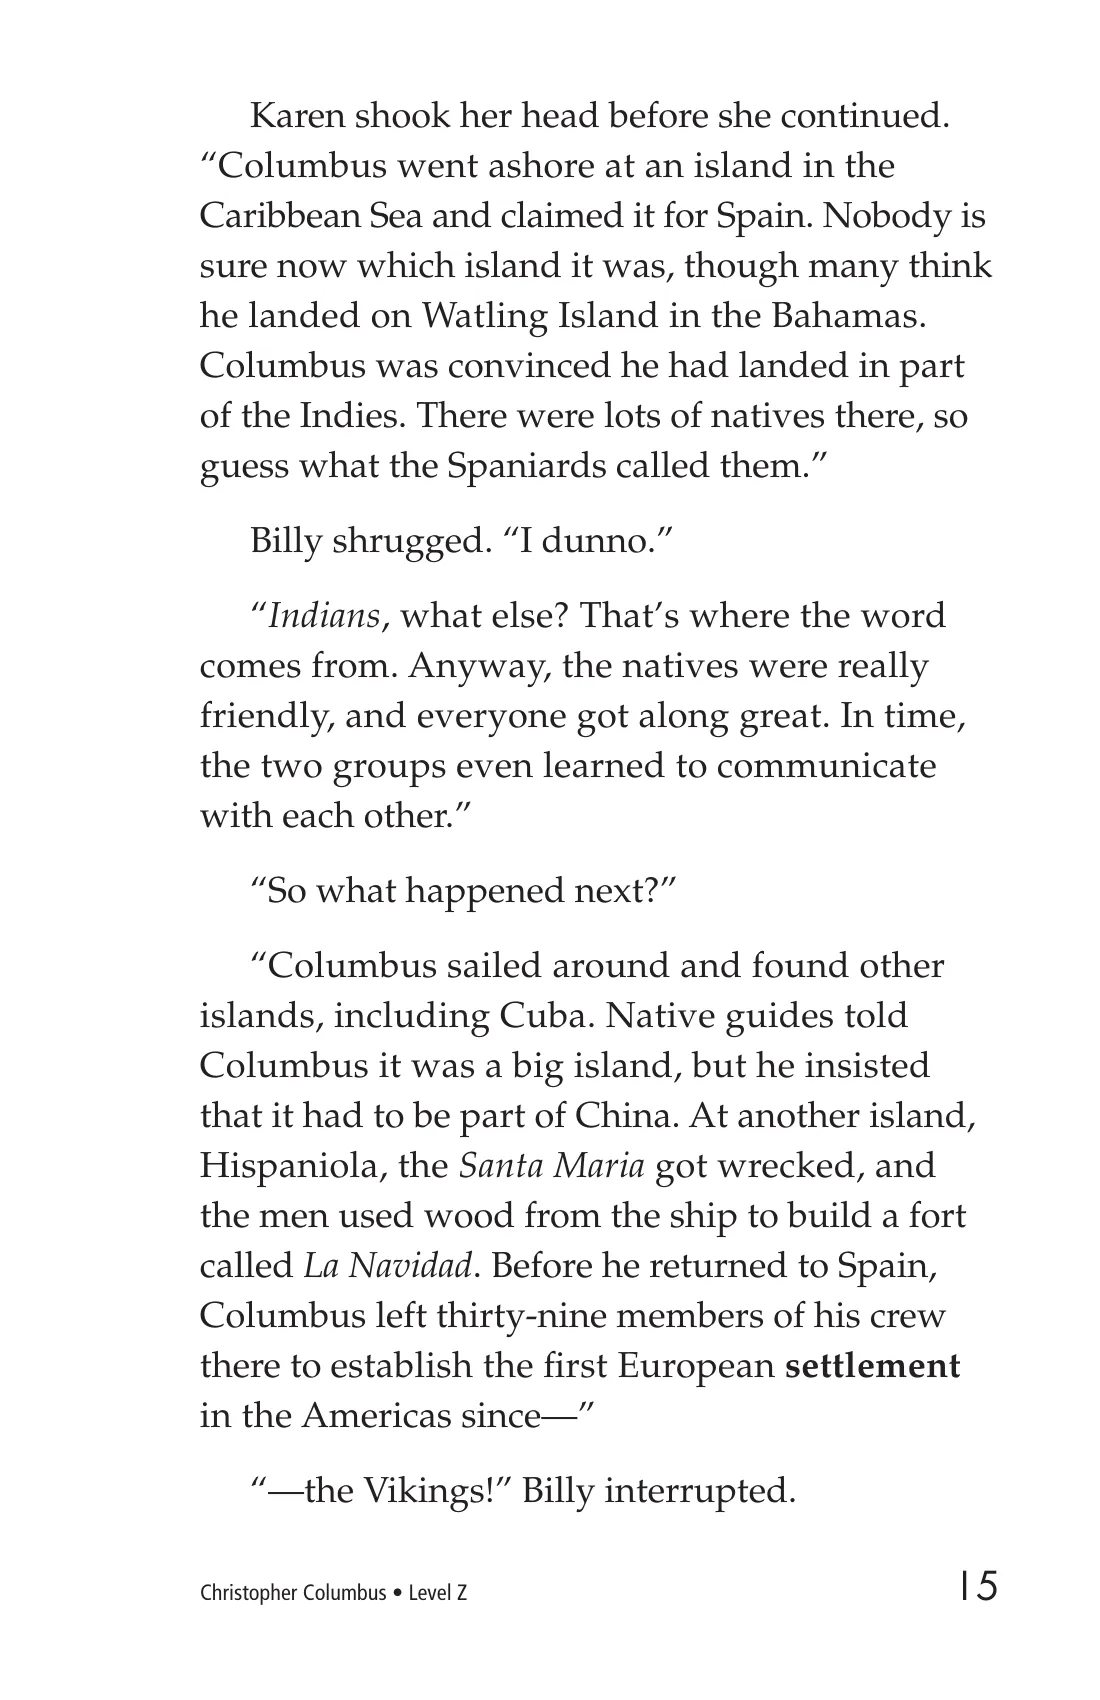 Karen shook her head before she continued.
“Columbus went ashore at an island in the
Caribbean Sea and claimed it for Spain. Nobody is
sure now which island it was, though many think
he landed on Watling Island in the Bahamas.
Columbus was convinced he had landed in part
of the Indies. There were lots of natives there, so
guess what the Spaniards called them.”
Billy shrugged. “I dunno.”
“Indians, what else? That’s where the word
comes from. Anyway, the natives were really
friendly, and everyone got along great. In time,
the two groups even learned to communicate
with each other.”
“So what happened next?”
“Columbus sailed around and found other
islands, including Cuba. Native guides told
Columbus it was a big island, but he insisted
that it had to be part of China. At another island,
Hispaniola, the Santa Maria got wrecked, and
the men used wood from the ship to build a fort
called La Navidad. Before he returned to Spain,
Columbus left thirty-nine members of his crew
there to establish the first European settlement
in the Americas since—”
“—the Vikings!” Billy interrupted.
Christopher Columbus • Level Z
15